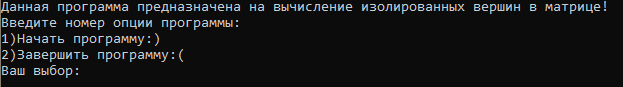 Данная программа предназначена на вычисление изолированных вершин в матрице!
Введите номер опции программы:
1)Начать программу:)
2)Завершить программу:(
Ваш выбор: